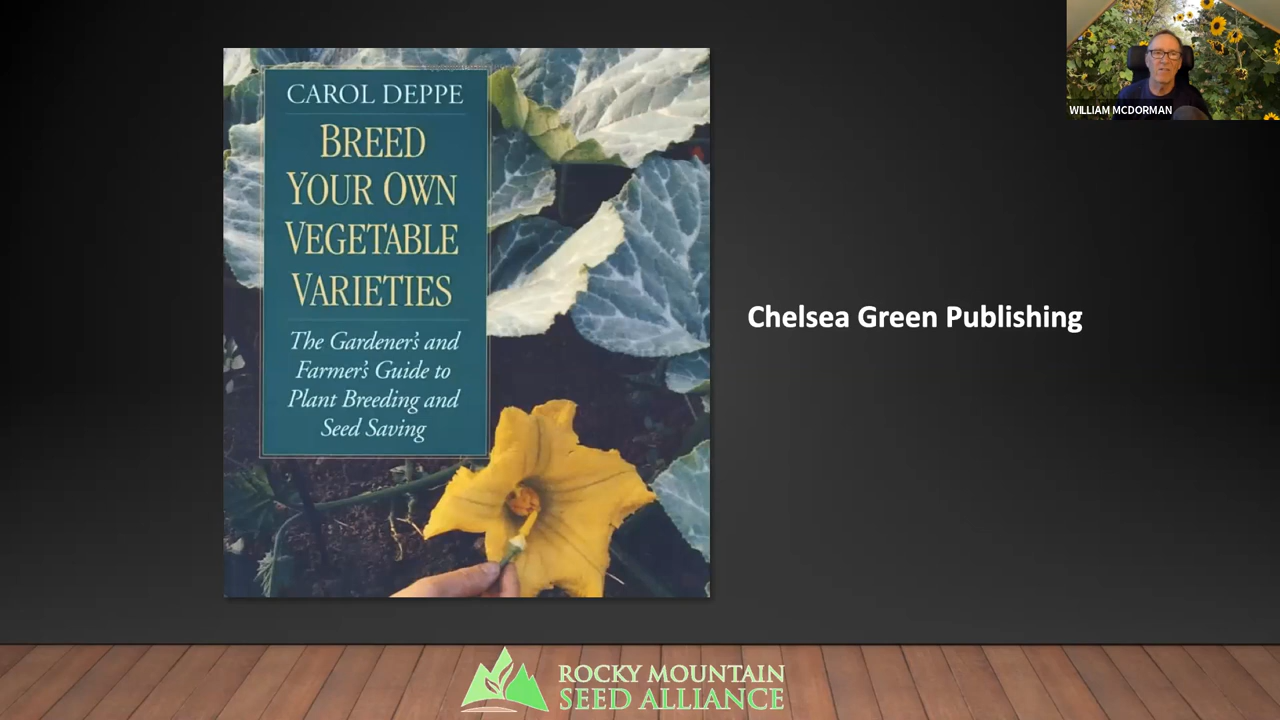 CAROL DEPPE
BREED
YOUR OWN
VEGETABLE
VARIETIES
The Gardener's and
Farmer's Guide to
Plant Breeding and
Seed Saving
Chelsea Green Publishing
WILLIAM MCDORMAN
ROCKY MOUNTAIN
SEED ALLIANCE